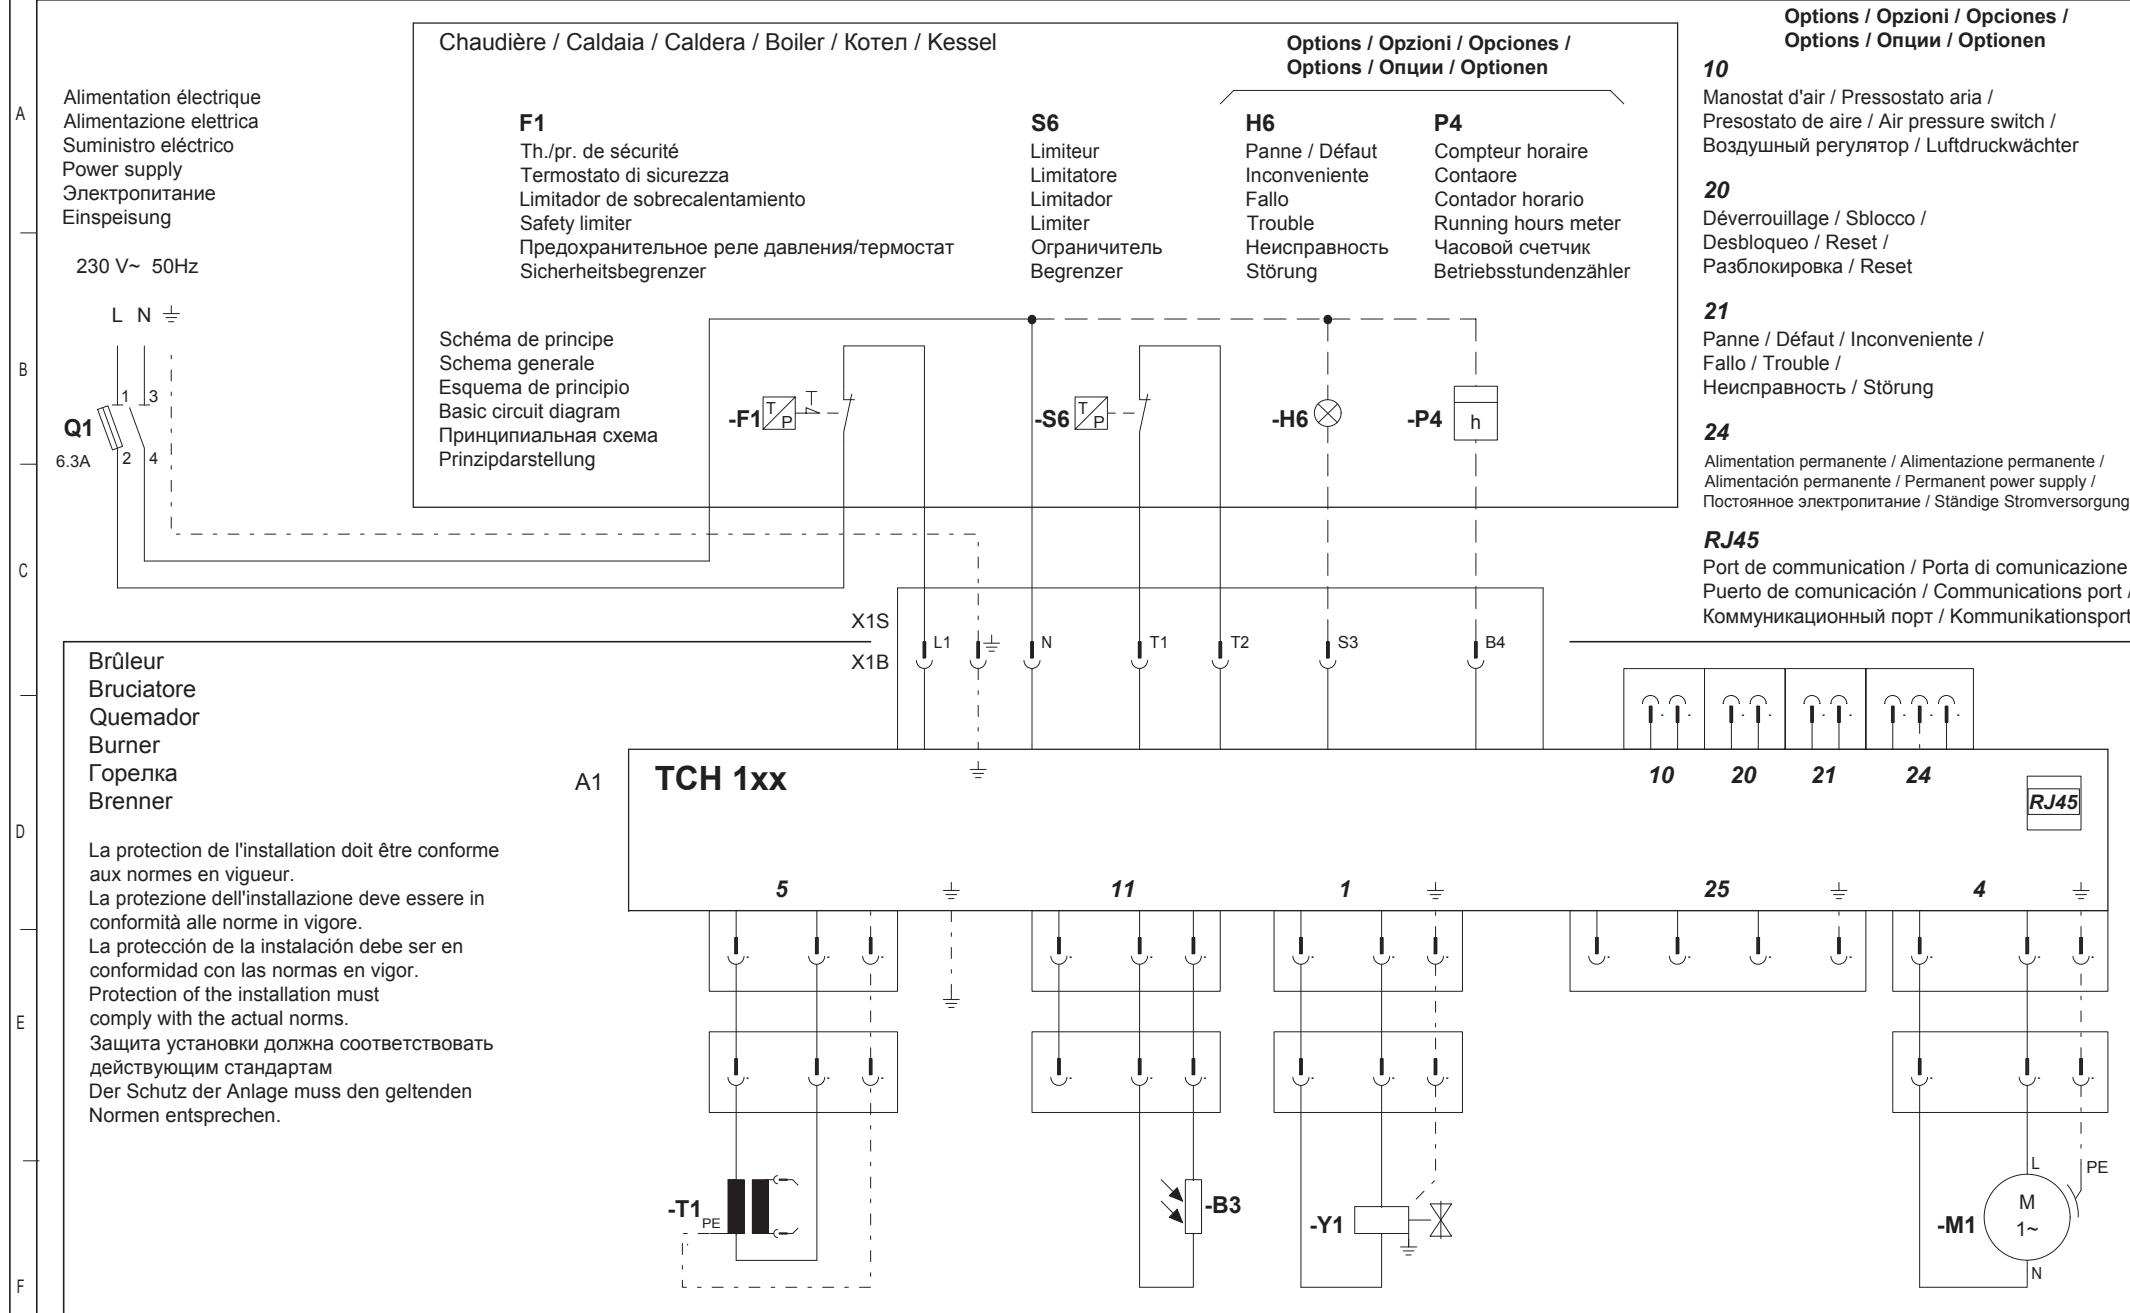 A
B
C
D
E
F
Alimentation électrique
Alimentazione elettrica
Suministro eléctrico
Power supply
Электропитание
Einspeisung
230 V~ 50Hz
L N
1 3
Q1
6.3A
2 4
Chaudière / Caldaia / Caldera / Boiler / Котел / Kessel
Options / Opzioni / Opciones /
Options / Опции / Optionen
F1
Th./pr. de sécurité
Termostato di sicurezza
Limitador de sobrecalentamiento
Safety limiter
Предохранительное реле давления/термостат
Sicherheitsbegrenzer
S6
Limiteur
Limitatore
Limitador
Limiter
Ограничитель
Begrenzer
H6
Panne / Défaut
Inconveniente
Fallo
Trouble
Неисправность
Störung
P4
Compteur horaire
Contaore
Contador horario
Running hours meter
Часовой счетчик
Betriebsstundenzähler
Schéma de principe
Schema generale
Esquema de principio
Basic circuit diagram
Принципиальная схема
Prinzipdarstellung
-F1 T P
-S6 T P
-H6
-P4 h
Options / Opzioni / Opciones /
Options / Опции / Optionen
10
Manostat d'air / Pressostato aria /
Presostato de aire / Air pressure switch /
Воздушный регулятор / Luftdruckwächter
20
Déverrouillage / Sblocco /
Desbloqueo / Reset /
Разблокировка / Reset
21
Panne / Défaut / Inconveniente /
Fallo / Trouble /
Неисправность / Störung
24
Alimentation permanente / Alimentazione permanente /
Alimentación permanente / Permanent power supply /
Постоянное электропитание / Ständige Stromversorgung
RJ45
Port de communication / Porta di comunicazione
Puerto de comunicación / Communications port /
Коммуникационный порт / Kommunikationsport
X1S
X1B
L1 N T1 T2 S3 B4
Brûleur
Bruciatore
Quemador
Burner
Горелка
Brenner
La protection de l'installation doit être conforme
aux normes en vigueur.
La protezione dell'installazione deve essere in
conformità alle norme in vigore.
La protección de la instalación debe ser en
conformidad con las normas en vigor.
Protection of the installation must
comply with the actual norms.
Защита установки должна соответствовать
действующим стандартам
Der Schutz der Anlage muss den geltenden
Normen entsprechen.
A1
TCH 1xx
10 20 21 24
RJ45
5 11 1 25 4
-T1 PE
-B3
-Y1
-M1
M
1~
L
PE
N